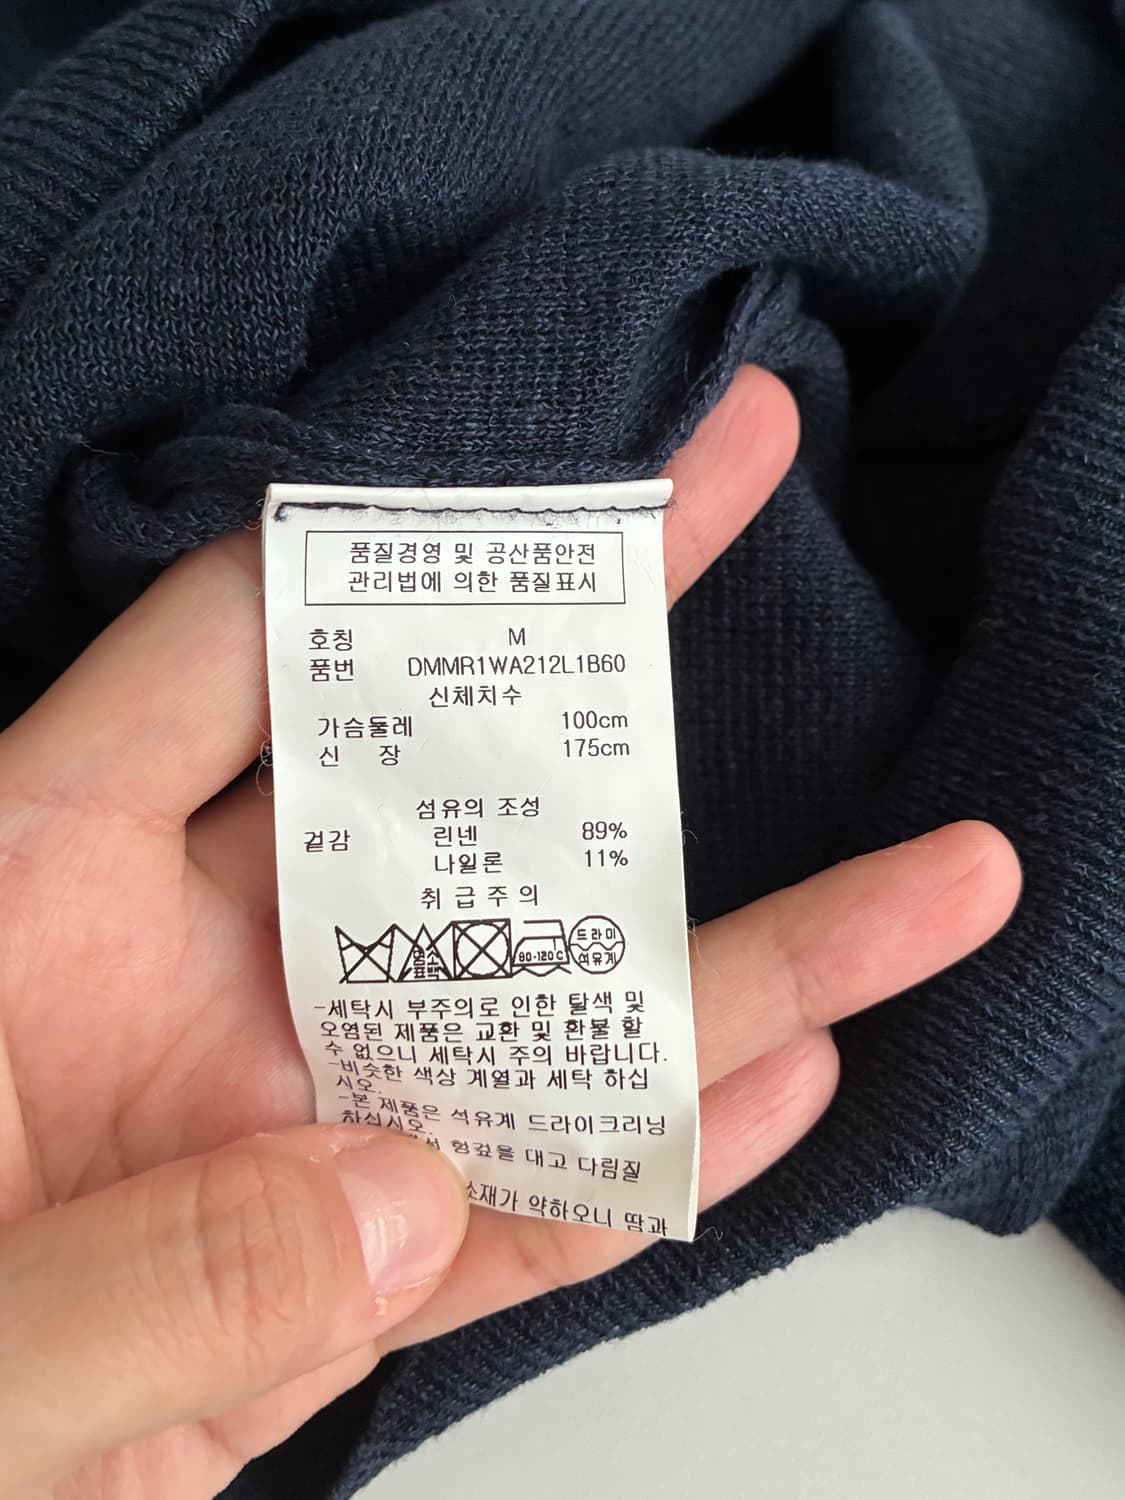 품질경영 및 공산품안전
관리법에 의한 품질표시
호칭 M
품번 DMMR1WA212L1B60
신체치수
가슴둘레 100cm
신 장 175cm
섬유의 조성
겉감 린넨 89%
나일론 11%
취 급 주 의
염소
표백
80-120℃
드라이
석유계
-세탁시 부주의로 인한 탈색 및
오염된 제품은 교환 및 환불 할
수 없으니 세탁시 주의 바랍니다.
-비슷한 색상 계열과 세탁 하십
시오.
-본 제품은 석유계 드라이크리닝
하십시오.
헝겊을 대고 다림질
소재가 약하오니 땀과